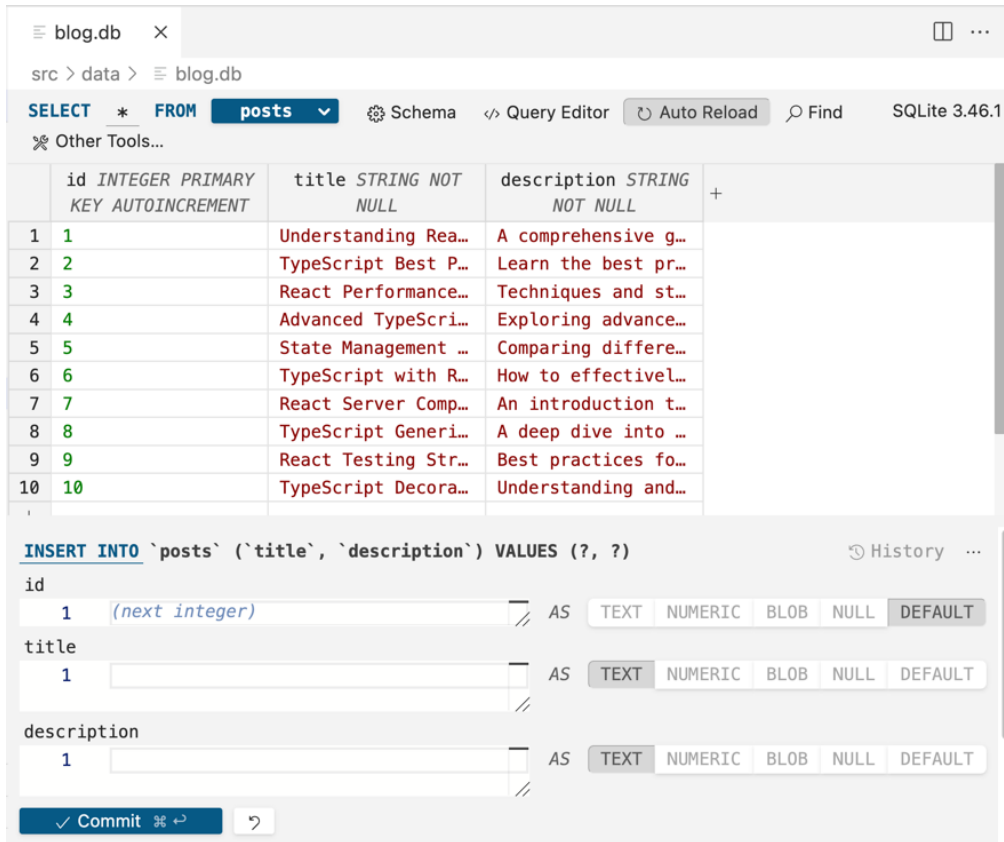 blog.db
src > data > blog.db
SELECT * FROM posts Schema </> Query Editor Auto Reload Find SQLite 3.46.1
Other Tools…
id INTEGER PRIMARY KEY AUTOINCREMENT
title STRING NOT NULL
description STRING NOT NULL
+
1 1 Understanding Rea… A comprehensive g…
2 2 TypeScript Best P… Learn the best pr…
3 3 React Performance… Techniques and st…
4 4 Advanced TypeScri… Exploring advance…
5 5 State Management … Comparing differe…
6 6 TypeScript with R… How to effectivel…
7 7 React Server Comp… An introduction t…
8 8 TypeScript Generi… A deep dive into …
9 9 React Testing Str… Best practices fo…
10 10 TypeScript Decora… Understanding and…
INSERT INTO `posts` (`title`, `description`) VALUES (?, ?) History …
id
1 (next integer) AS TEXT NUMERIC BLOB NULL DEFAULT
title
1 AS TEXT NUMERIC BLOB NULL DEFAULT
description
1 AS TEXT NUMERIC BLOB NULL DEFAULT
✓ Commit ⌘ ↩